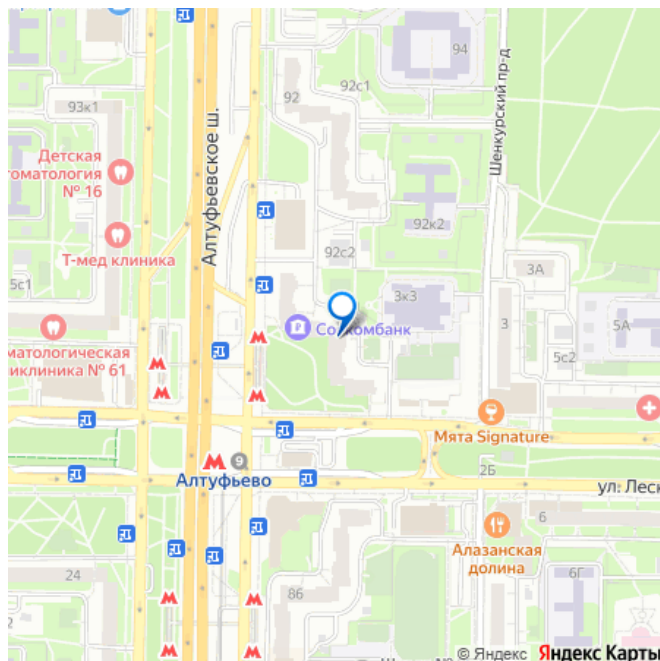 94
92с1
92
93к1
Шенкурский пр-д
Детская
томатология
№ 16
Алтуфьевское ш.
92к2
Т-мед клиника
92с2
3А
5с1
3к3
3
5А
Совкомбанк
матологическая
иклиника № 61
5с2
Мята Signature
9
Алтуфьево
2Б
ул. Леск
6
Алазанская
долина
24
86
6Г
© Яндекс Яндекс Карты